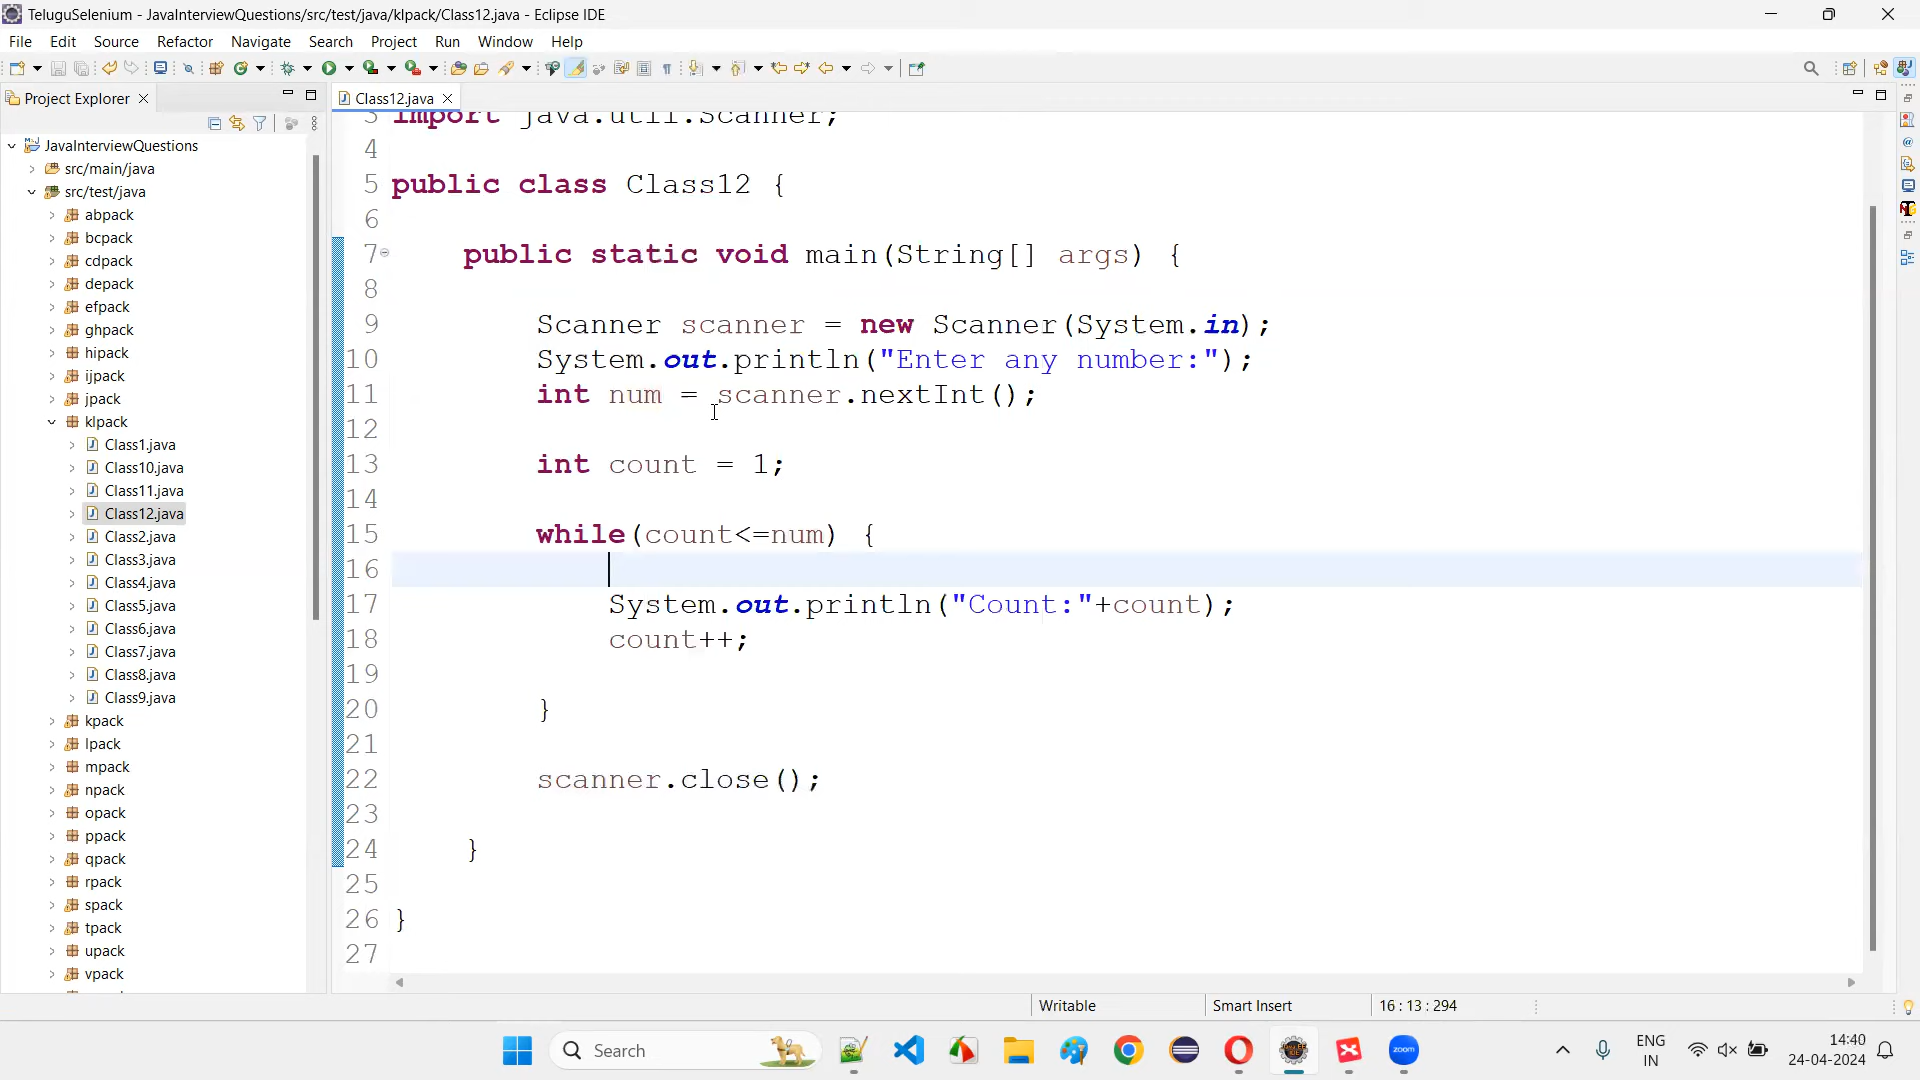 TeluguSelenium - JavaInterviewQuestions/src/test/java/klpack/Class12.java - Eclipse IDE
File Edit Source Refactor Navigate Search Project Run Window Help
Project Explorer
Class12.java
JavaInterviewQuestions
src/main/java
src/test/java
abpack
bcpack
cdpack
depack
efpack
ghpack
hipack
ijpack
jpack
klpack
Class1.java
Class10.java
Class11.java
Class12.java
Class2.java
Class3.java
Class4.java
Class5.java
Class6.java
Class7.java
Class8.java
Class9.java
kpack
lpack
mpack
npack
opack
ppack
qpack
rpack
spack
tpack
upack
vpack
3 import java.util.Scanner;
4
5 public class Class12 {
6
7 public static void main(String[] args) {
8
9 Scanner scanner = new Scanner(System.in);
10 System.out.println("Enter any number:");
11 int num = scanner.nextInt();
12
13 int count = 1;
14
15 while(count<=num) {
16
17 System.out.println("Count:"+count);
18 count++;
19
20 }
21
22 scanner.close();
23
24 }
25
26 }
27
Writable Smart Insert 16 : 13 : 294
Search
zoom
ENG
IN
14:40
24-04-2024